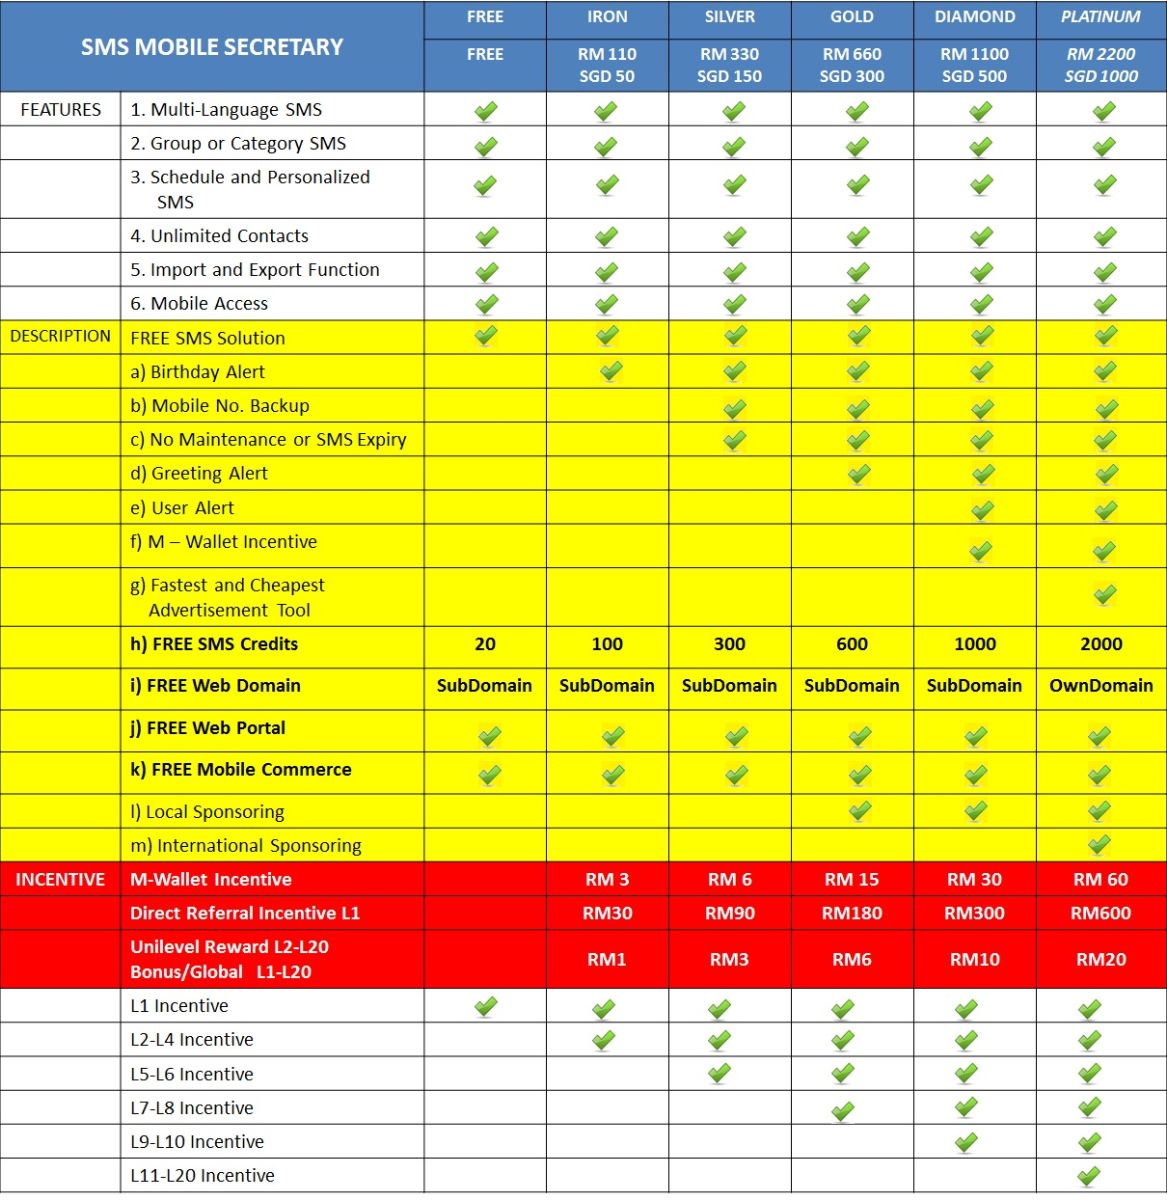 SMS MOBILE SECRETARY
FREE IRON SILVER GOLD DIAMOND PLATINUM
FREE RM 110 RM 330 RM 660 RM 1100 RM 2200
SGD 50 SGD 150 SGD 300 SGD 500 SGD 1000
FEATURES 1. Multi-Language SMS
2. Group or Category SMS
3. Schedule and Personalized
SMS
4. Unlimited Contacts
5. Import and Export Function
6. Mobile Access
DESCRIPTION FREE SMS Solution
a) Birthday Alert
b) Mobile No. Backup
c) No Maintenance or SMS Expiry
d) Greeting Alert
e) User Alert
f) M – Wallet Incentive
g) Fastest and Cheapest
Advertisement Tool
h) FREE SMS Credits 20 100 300 600 1000 2000
i) FREE Web Domain SubDomain SubDomain SubDomain SubDomain SubDomain OwnDomain
j) FREE Web Portal
k) FREE Mobile Commerce
l) Local Sponsoring
m) International Sponsoring
INCENTIVE M-Wallet Incentive RM 3 RM 6 RM 15 RM 30 RM 60
Direct Referral Incentive L1 RM30 RM90 RM180 RM300 RM600
Unilevel Reward L2-L20
Bonus/Global L1-L20 RM1 RM3 RM6 RM10 RM20
L1 Incentive
L2-L4 Incentive
L5-L6 Incentive
L7-L8 Incentive
L9-L10 Incentive
L11-L20 Incentive